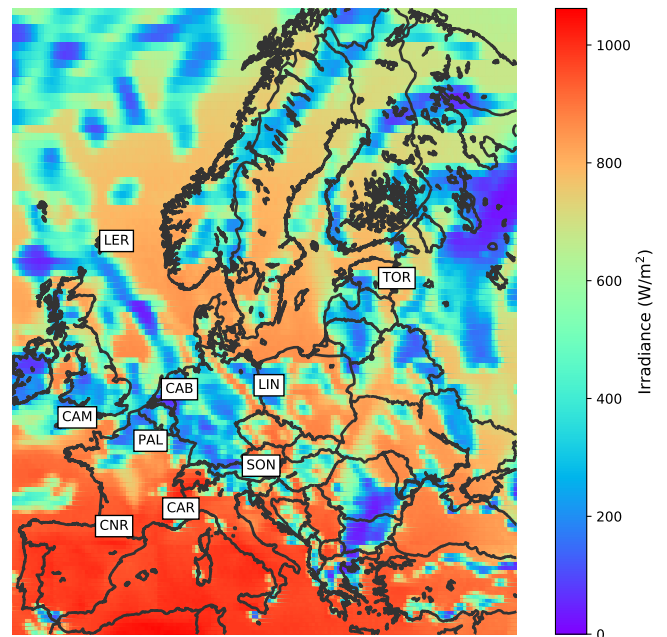 LER
TOR
CAB
LIN
CAM
PAL
SON
CAR
CNR
1000
800
600
400
200
0
Irradiance (W/m²)